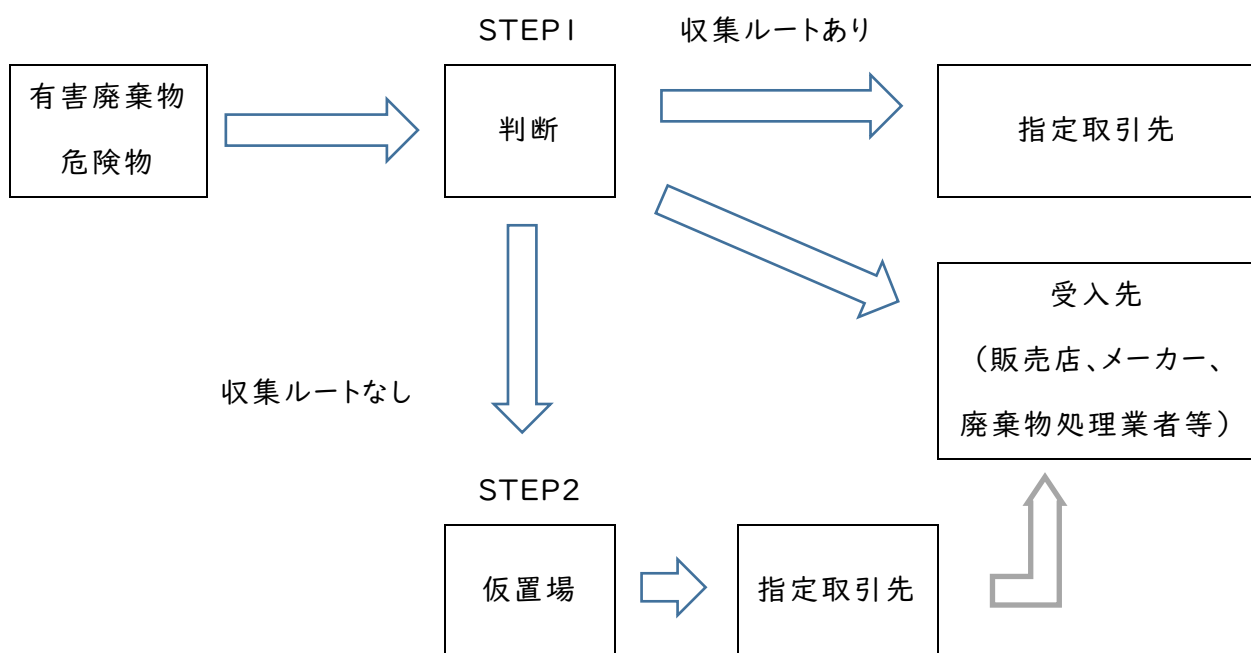 STEP1
収集ルートあり
有害廃棄物
危険物
判断
指定取引先
受入先
（販売店、メーカー、
廃棄物処理業者等）
収集ルートなし
STEP2
仮置場
指定取引先